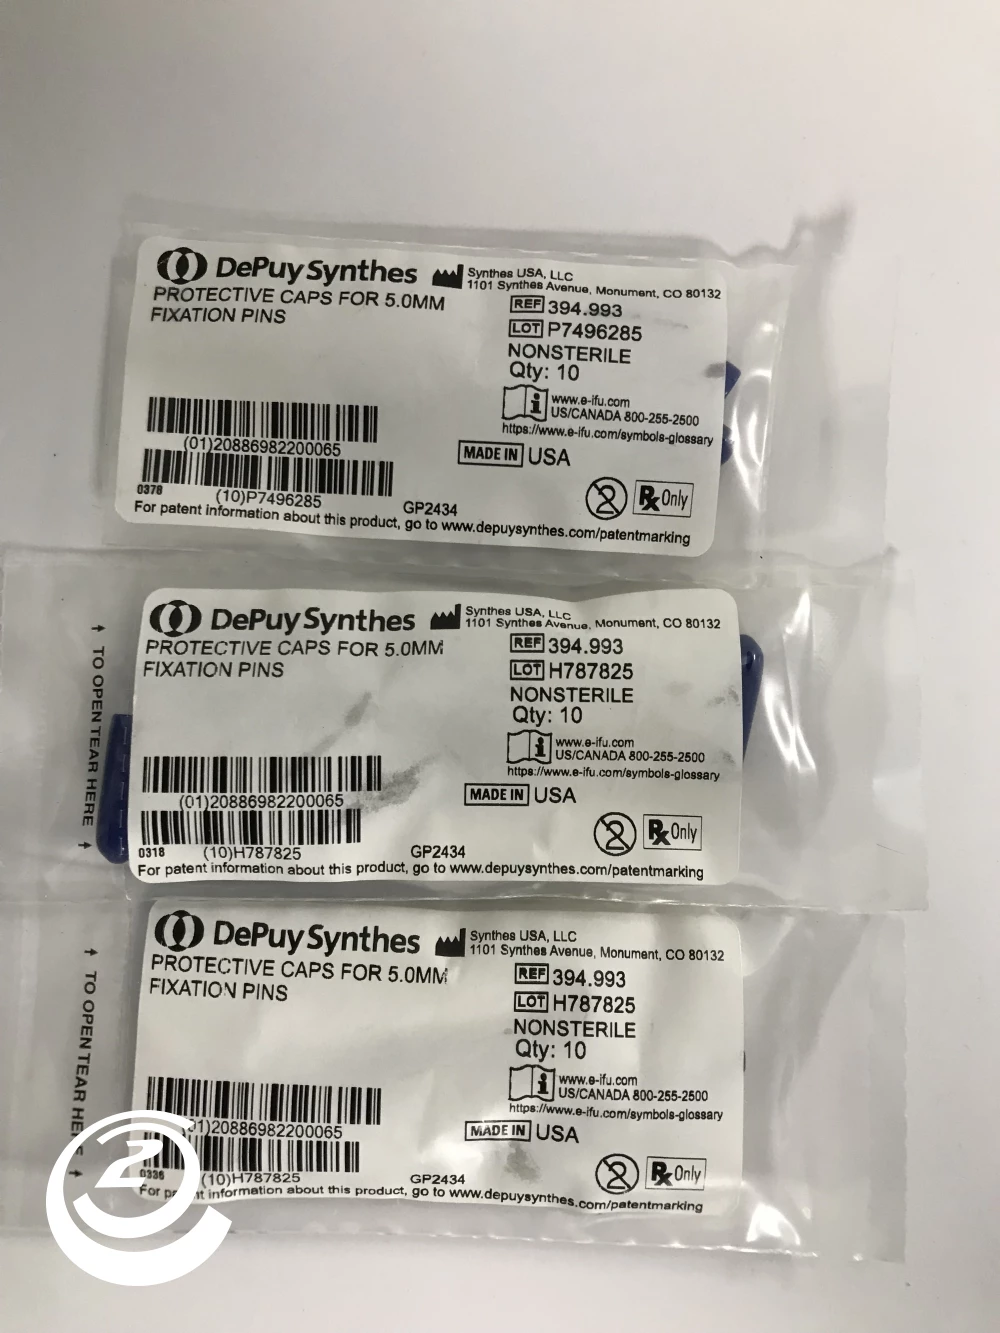 DePuy Synthes
Synthes USA, LLC
1101 Synthes Avenue, Monument, CO 80132
PROTECTIVE CAPS FOR 5.0MM
FIXATION PINS
REF 394.993
LOT P7496285
NONSTERILE
Qty: 10
www.e-ifu.com
US/CANADA 800-255-2500
https://www.e-ifu.com/symbols-glossary
MADE IN USA
(01)20886982200065
0378
(10)P7496285
GP2434
2
Rx Only
For patent information about this product, go to www.depuysynthes.com/patentmarking
TO OPEN TEAR HERE
DePuy Synthes
Synthes USA, LLC
1101 Synthes Avenue, Monument, CO 80132
PROTECTIVE CAPS FOR 5.0MM
FIXATION PINS
REF 394.993
LOT H787825
NONSTERILE
Qty: 10
www.e-ifu.com
US/CANADA 800-255-2500
https://www.e-ifu.com/symbols-glossary
MADE IN USA
(01)20886982200065
0318
(10)H787825
GP2434
2
Rx Only
For patent information about this product, go to www.depuysynthes.com/patentmarking
TO OPEN TEAR HERE
DePuy Synthes
Synthes USA, LLC
1101 Synthes Avenue, Monument, CO 80132
PROTECTIVE CAPS FOR 5.0MM
FIXATION PINS
REF 394.993
LOT H787825
NONSTERILE
Qty: 10
www.e-ifu.com
US/CANADA 800-255-2500
https://www.e-ifu.com/symbols-glossary
MADE IN USA
01)20886982200065
0336
(10)H787825
GP2434
2
Rx Only
For information about this product, go to www.depuysynthes.com/patentmarking
2